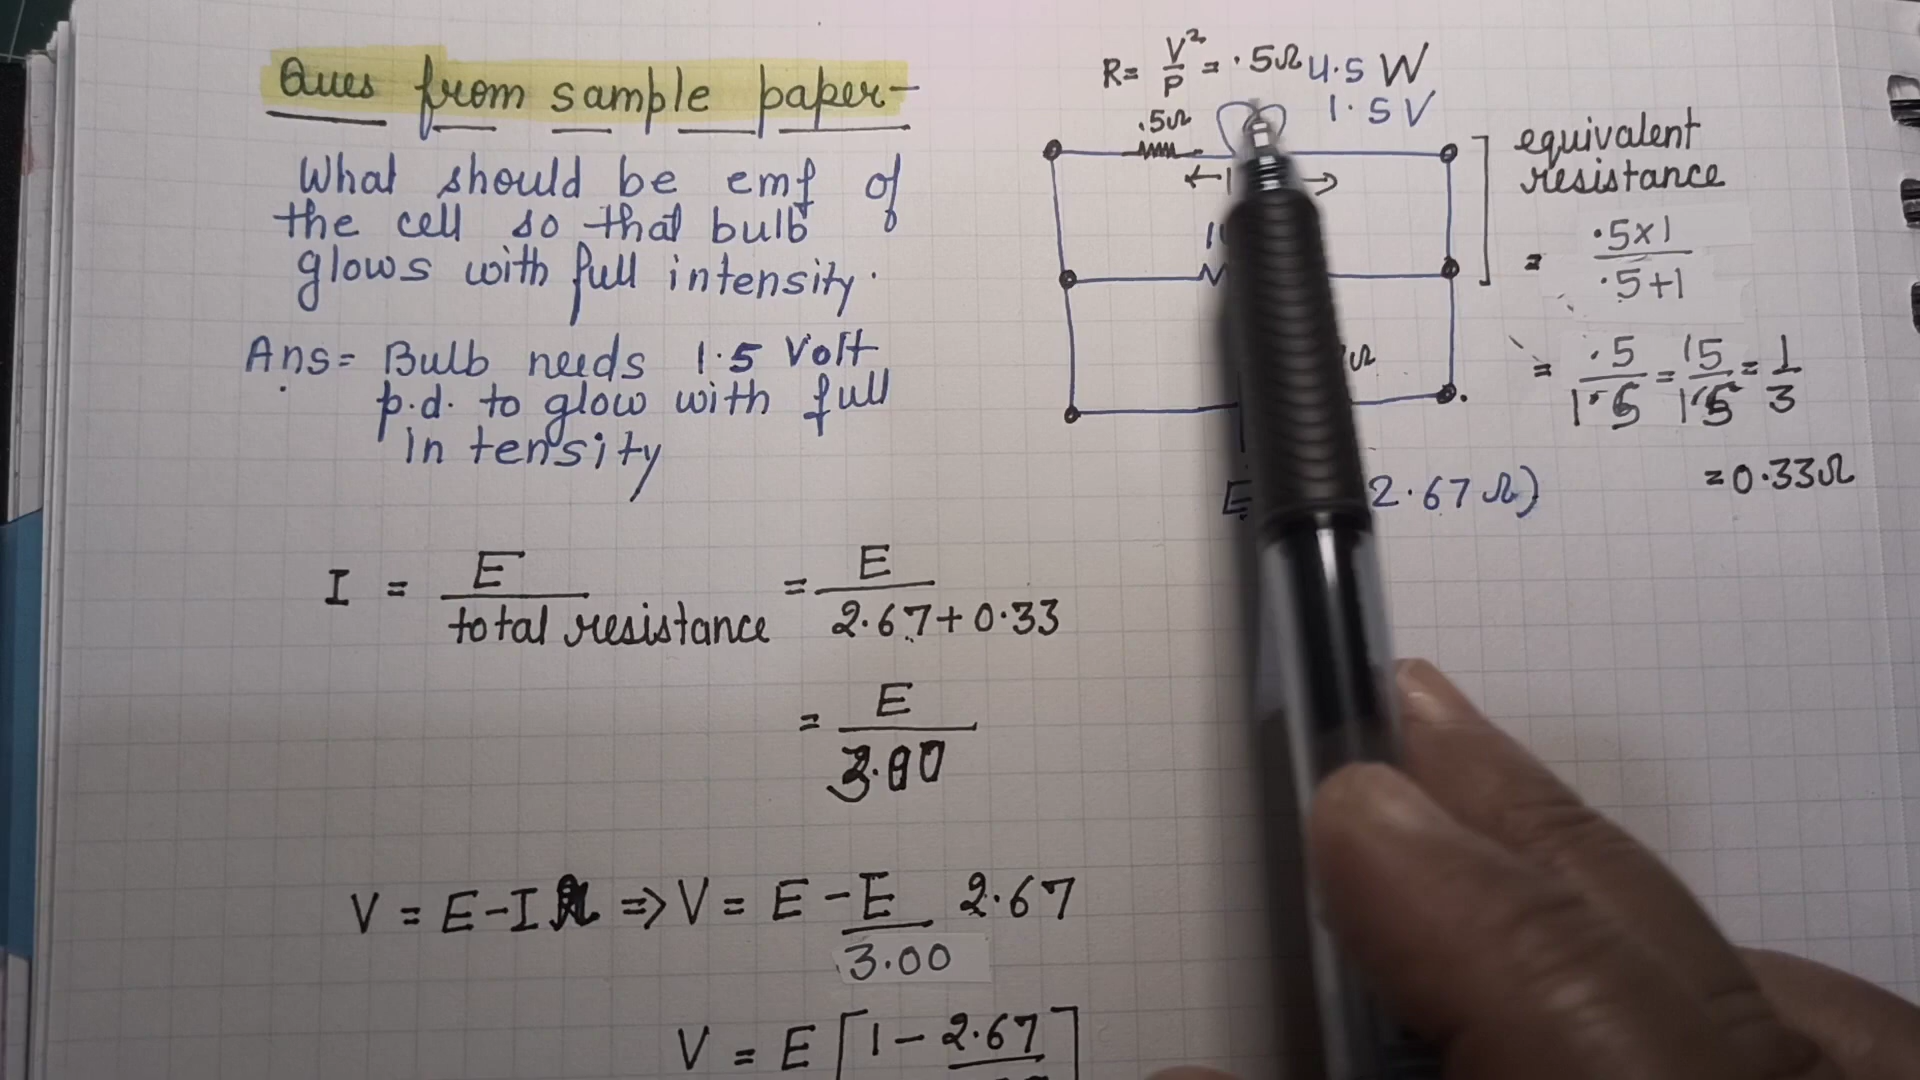 Ques from sample paper-
What should be emf of
the cell so that bulb
glows with full intensity.
Ans= Bulb needs 1.5 Volt
p.d. to glow with full
intensity
R= V²/P = .5Ω 4.5 W
1.5 V
.5Ω
equivalent
resistance
= .5×1/.5+1
= .5/1.5 = 15/15 = 1/3
= 0.33Ω
E 2.67Ω)
I = E/total resistance = E/2.67+0.33
= E/3.00
V = E-I => V = E - E/3.00 2.67
V = E [1 - 2.67